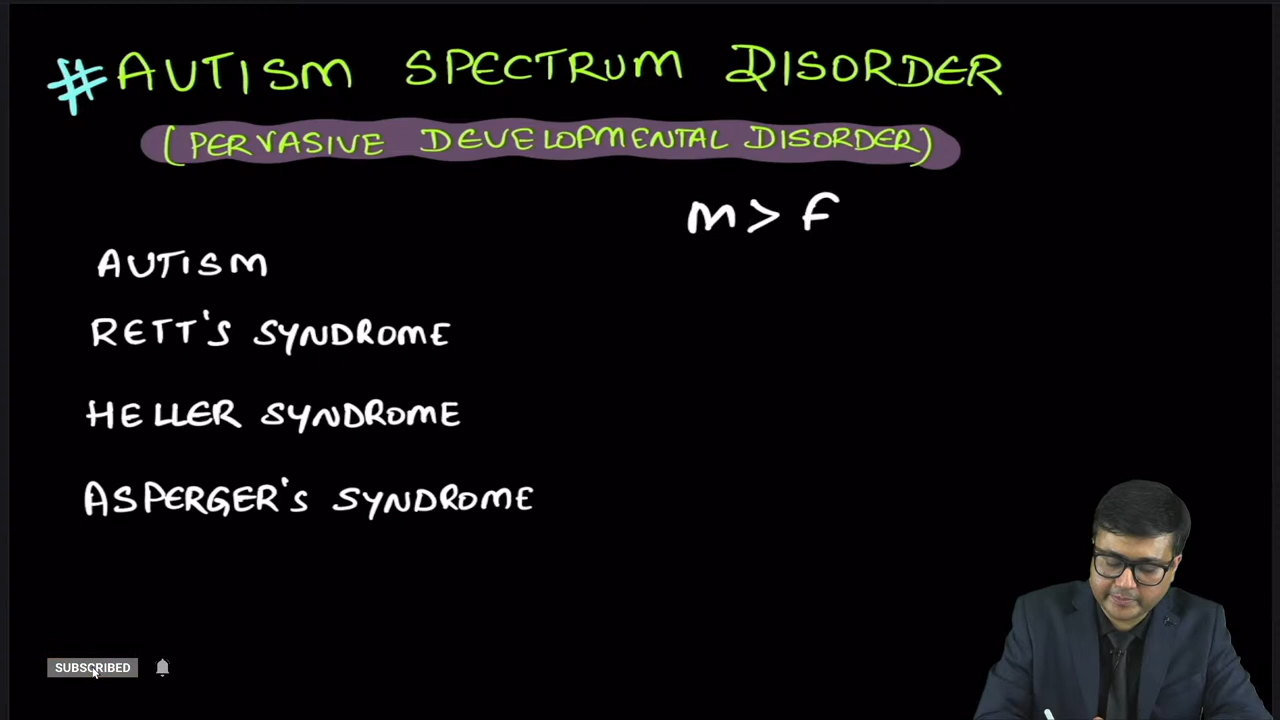 #AUTISM SPECTRUM DISORDER
(PERVASIVE DEVELOPMENTAL DISORDER)
M > F
AUTISM
RETT'S SYNDROME
HELLER SYNDROME
ASPERGER'S SYNDROME
SUBSCRIBED